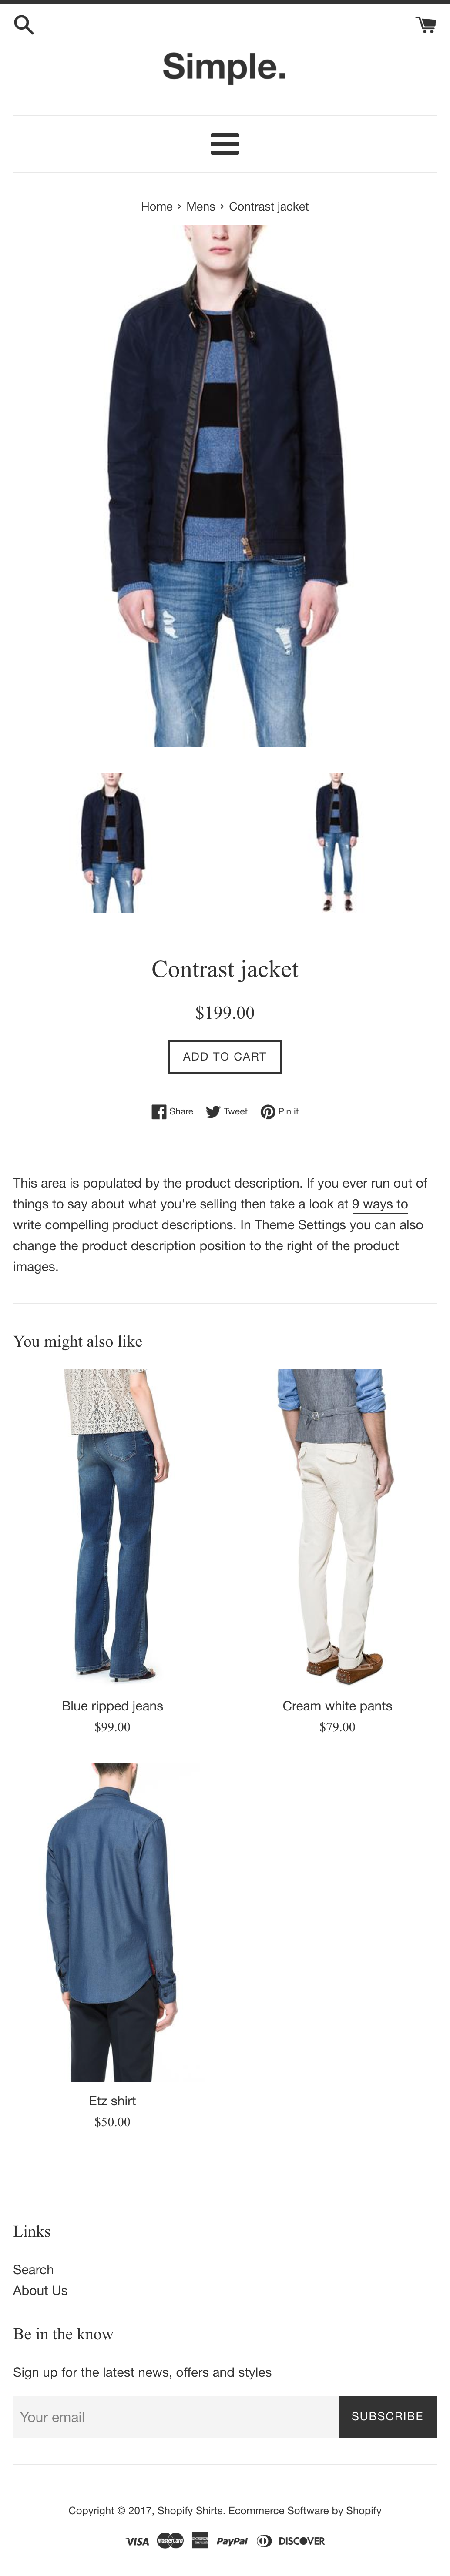 Simple.
Home › Mens › Contrast jacket
Contrast jacket
$199.00
ADD TO CART
Share Tweet Pin it
This area is populated by the product description. If you ever run out of
things to say about what you're selling then take a look at 9 ways to
write compelling product descriptions. In Theme Settings you can also
change the product description position to the right of the product
images.
You might also like
Blue ripped jeans
$99.00
Cream white pants
$79.00
Etz shirt
$50.00
Links
Search
About Us
Be in the know
Sign up for the latest news, offers and styles
Your email SUBSCRIBE
Copyright © 2017, Shopify Shirts. Ecommerce Software by Shopify
VISA MasterCard PayPal DISCOVER